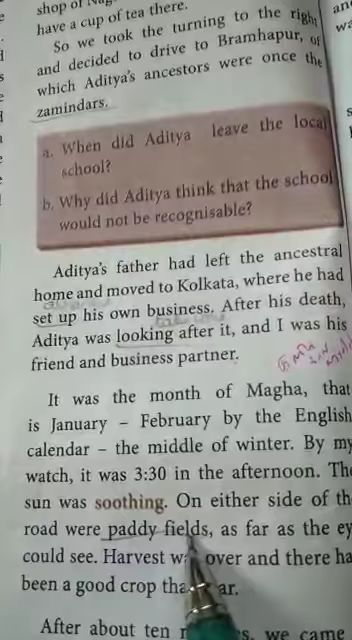 shop of Nag
have a cup of tea there.
So we took the turning to the right
and decided to drive to Bramhapur, of
which Aditya's ancestors were once the
zamindars.
a. When did Aditya leave the local
school?
b. Why did Aditya think that the school
would not be recognisable?
Aditya's father had left the ancestral
home and moved to Kolkata, where he had
set up his own business. After his death,
Aditya was looking after it, and I was his
friend and business partner.
It was the month of Magha, that
is January - February by the English
calendar – the middle of winter. By my
watch, it was 3:30 in the afternoon. The
sun was soothing. On either side of th
road were paddy fields, as far as the ey
could see. Harvest over and there ha
been a good crop tha ar.
After about ten s, we came